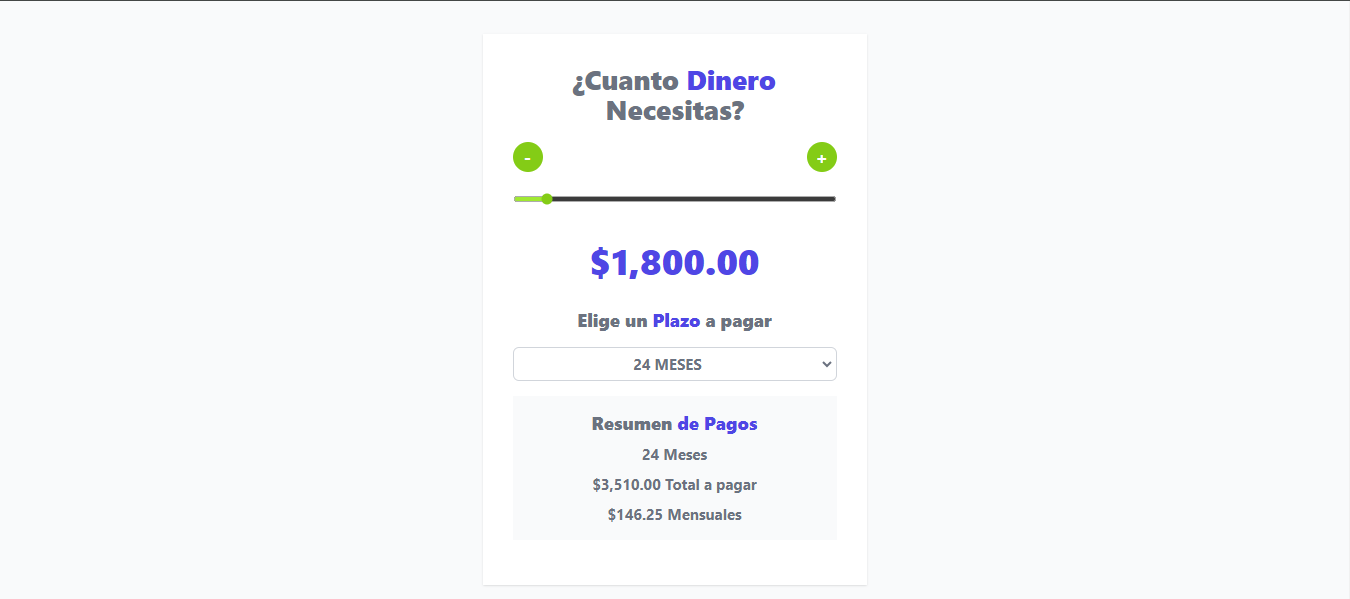 ¿Cuanto Dinero
Necesitas?
- +
$1,800.00
Elige un Plazo a pagar
24 MESES
Resumen de Pagos
24 Meses
$3,510.00 Total a pagar
$146.25 Mensuales